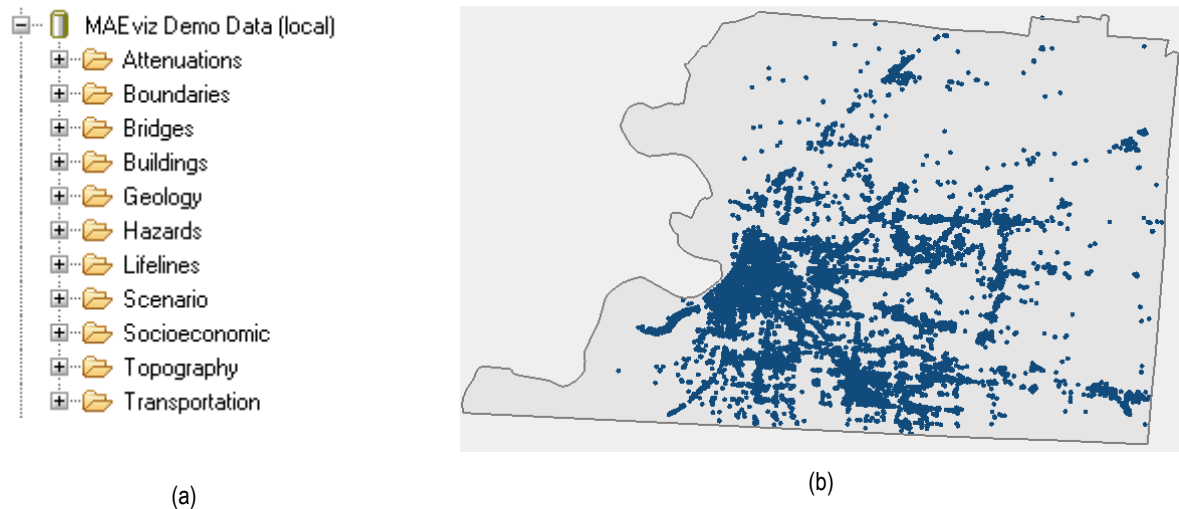 MAEviz Demo Data (local)
Attenuations
Boundaries
Bridges
Buildings
Geology
Hazards
Lifelines
Scenario
Socioeconomic
Topography
Transportation
(a)
(b)